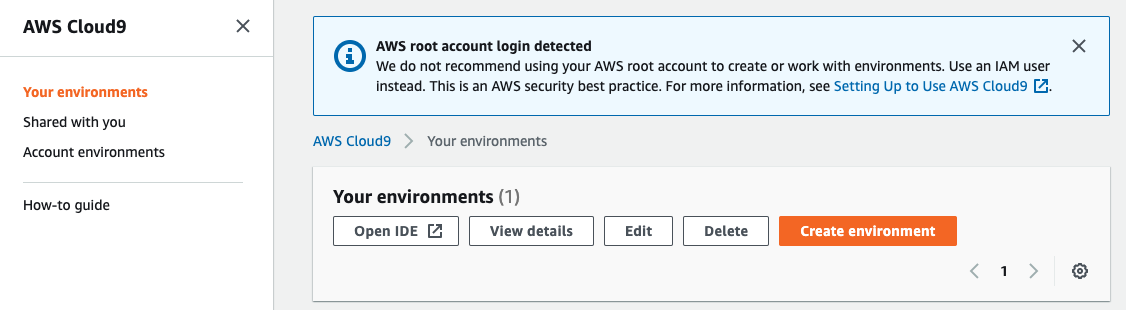 AWS Cloud9
Your environments
Shared with you
Account environments
How-to guide
AWS root account login detected
We do not recommend using your AWS root account to create or work with environments. Use an IAM user
instead. This is an AWS security best practice. For more information, see Setting Up to Use AWS Cloud9.
AWS Cloud9 > Your environments
Your environments (1)
Open IDE View details Edit Delete Create environment
< 1 >